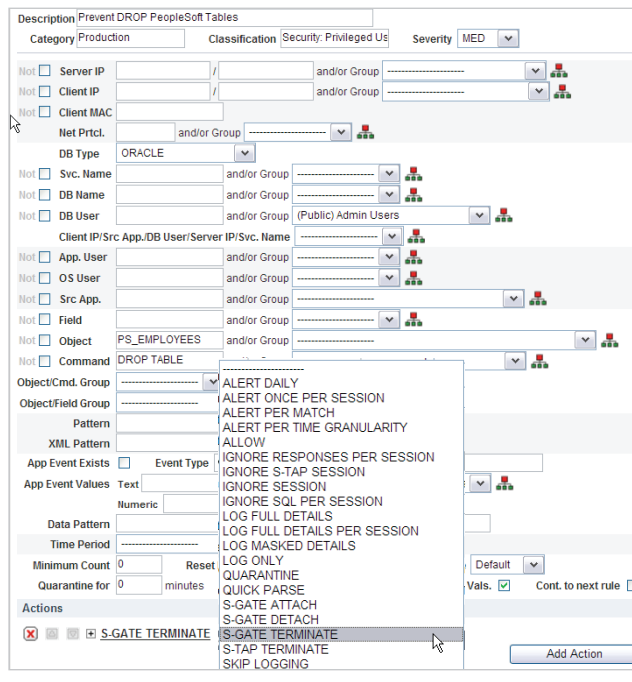 Description Prevent DROP PeopleSoft Tables
Category Production Classification Security: Privileged Us Severity MED
Not Server IP / and/or Group ----------------------
Not Client IP / and/or Group ----------------------
Not Client MAC
Net Prtcl. and/or Group ----------------------
DB Type ORACLE
Not Svc. Name and/or Group ----------------------
Not DB Name and/or Group ----------------------
Not DB User and/or Group (Public) Admin Users
Client IP/Src App./DB User/Server IP/Svc. Name ----------------------
Not App. User and/or Group ----------------------
Not OS User and/or Group ----------------------
Not Src App. and/or Group ----------------------
Not Field and/or Group ----------------------
Not Object PS_EMPLOYEES and/or Group ----------------------
Not Command DROP TABLE
Object/Cmd. Group ----------------------
Object/Field Group ----------------------
Pattern
XML Pattern
App Event Exists Event Type
App Event Values Text
Numeric
Data Pattern
Time Period ----------------------
Minimum Count 0 Reset Default
Quarantine for 0 minutes Vals. Cont. to next rule
----------------------
ALERT DAILY
ALERT ONCE PER SESSION
ALERT PER MATCH
ALERT PER TIME GRANULARITY
ALLOW
IGNORE RESPONSES PER SESSION
IGNORE S-TAP SESSION
IGNORE SESSION
IGNORE SQL PER SESSION
LOG FULL DETAILS
LOG FULL DETAILS PER SESSION
LOG MASKED DETAILS
LOG ONLY
QUARANTINE
QUICK PARSE
S-GATE ATTACH
S-GATE DETACH
S-GATE TERMINATE
S-TAP TERMINATE
SKIP LOGGING
Actions
S-GATE TERMINATE
Add Action